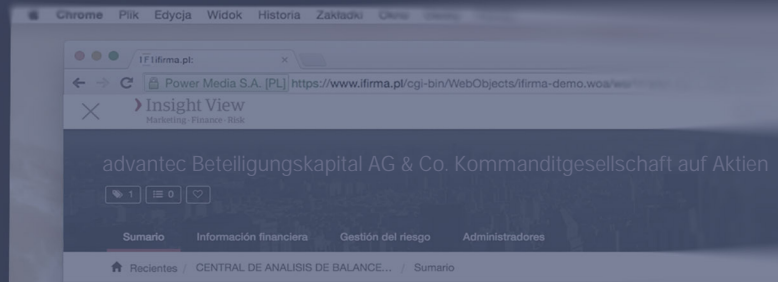 Chrome Plik Edycja Widok Historia Zakładki Okno
ifirma.pl:
Power Media S.A. [PL] https://www.ifirma.pl/cgi-bin/WebObjects/ifirma-demo.woa/wo/
Insight View
Marketing·Finance·Risk
advantec Beteiligungskapital AG & Co. Kommanditgesellschaft auf Aktien
1 0
Sumario Información financiera Gestión del riesgo Administradores
Recientes / CENTRAL DE ANALISIS DE BALANCE... / Sumario